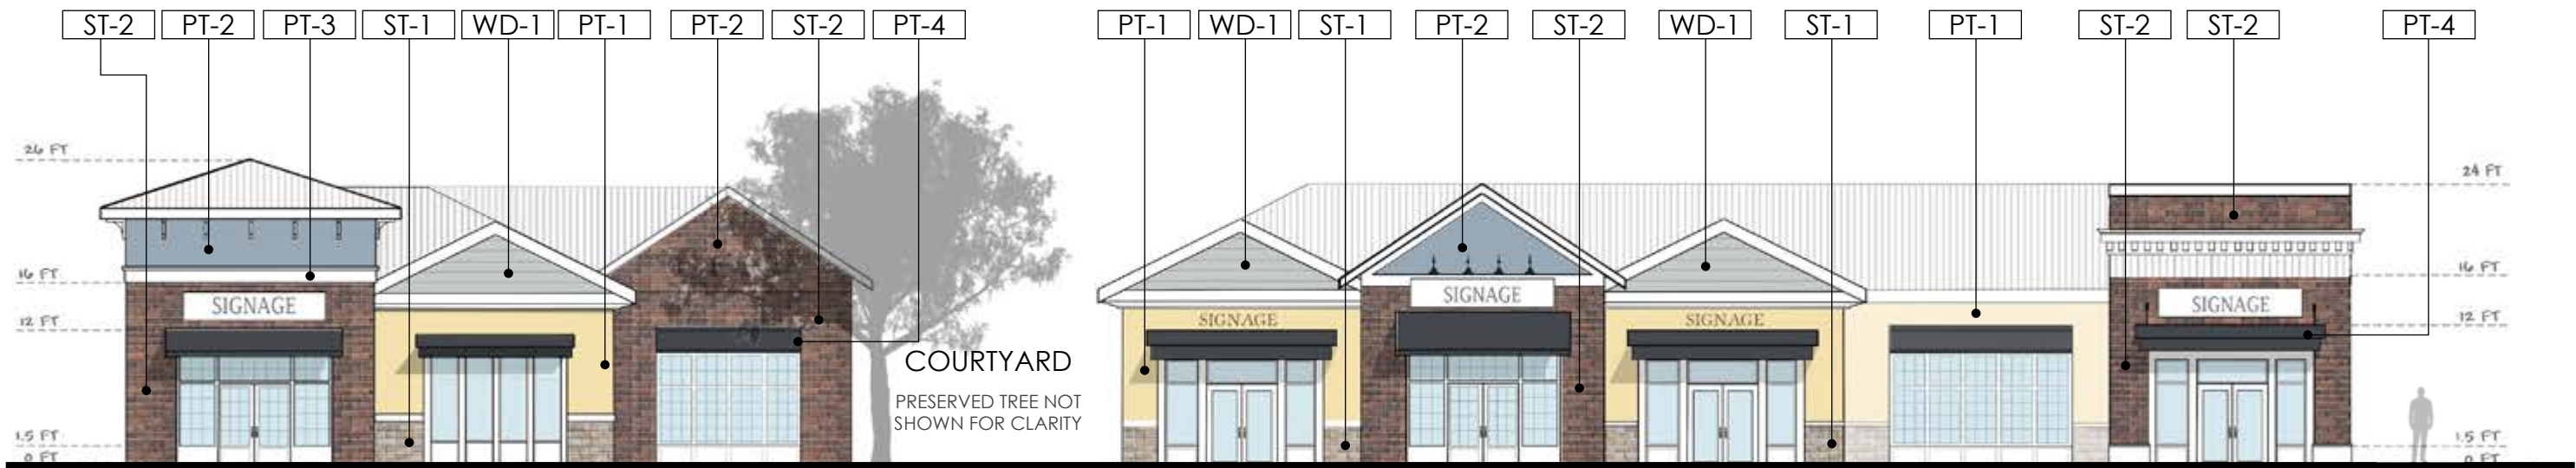 ST-2 PT-2 PT-3 ST-1 WD-1 PT-1 PT-2 ST-2 PT-4 PT-1 WD-1 ST-1 PT-2 ST-2 WD-1 ST-1 PT-1 ST-2 ST-2 PT-4
26 FT
24 FT
16 FT
16 FT
SIGNAGE
SIGNAGE
SIGNAGE
SIGNAGE
SIGNAGE
12 FT
12 FT
COURTYARD
PRESERVED TREE NOT
SHOWN FOR CLARITY
1.5 FT
1.5 FT
0 FT
0 FT